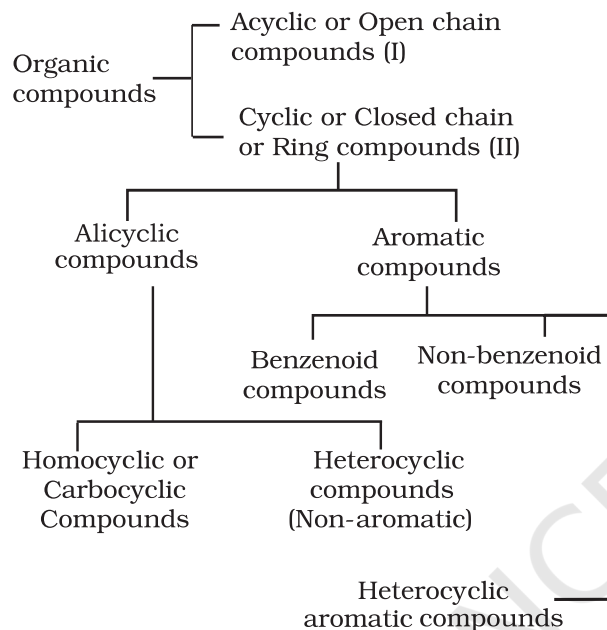 Acyclic or Open chain
compounds (I)
Organic
compounds
Cyclic or Closed chain
or Ring compounds (II)
Alicyclic
compounds
Aromatic
compounds
Benzenoid
compounds
Non-benzenoid
compounds
Homocyclic or
Carbocyclic
Compounds
Heterocyclic
compounds
(Non-aromatic)
Heterocyclic
aromatic compounds